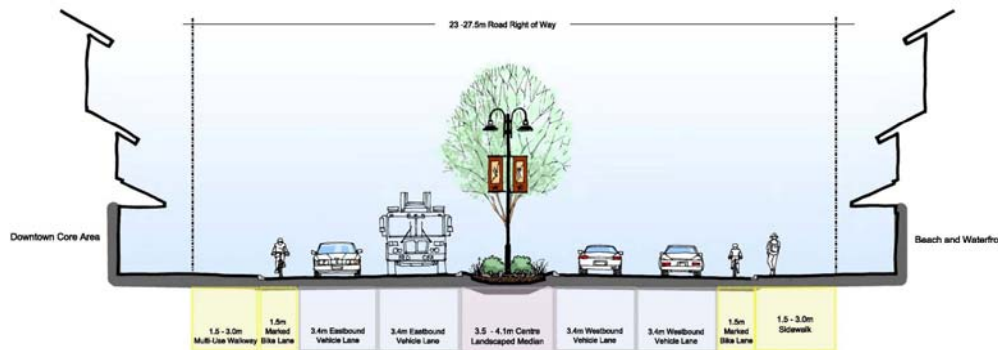 23 -27.5m Road Right of Way
Downtown Core Area
Beach and Waterfro
1.5 - 3.0m
Multi-Use Walkway
1.5m
Marked
Bike Lane
3.4m Eastbound
Vehicle Lane
3.4m Eastbound
Vehicle Lane
3.5 - 4.1m Centre
Landscaped Median
3.4m Westbound
Vehicle Lane
3.4m Westbound
Vehicle Lane
1.5m
Marked
Bike Lane
1.5 - 3.0m
Sidewalk